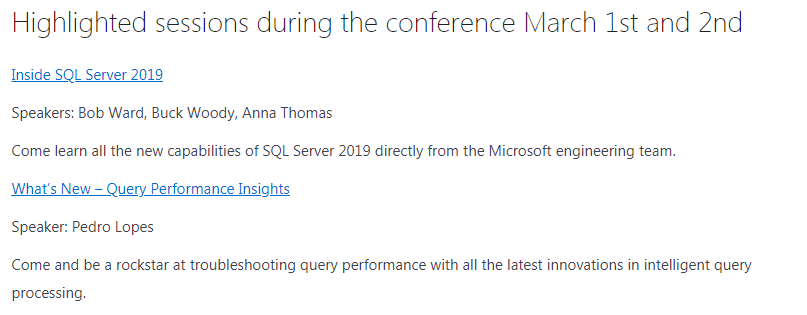 Highlighted sessions during the conference March 1st and 2nd
Inside SQL Server 2019
Speakers: Bob Ward, Buck Woody, Anna Thomas
Come learn all the new capabilities of SQL Server 2019 directly from the Microsoft engineering team.
What's New – Query Performance Insights
Speaker: Pedro Lopes
Come and be a rockstar at troubleshooting query performance with all the latest innovations in intelligent query
processing.